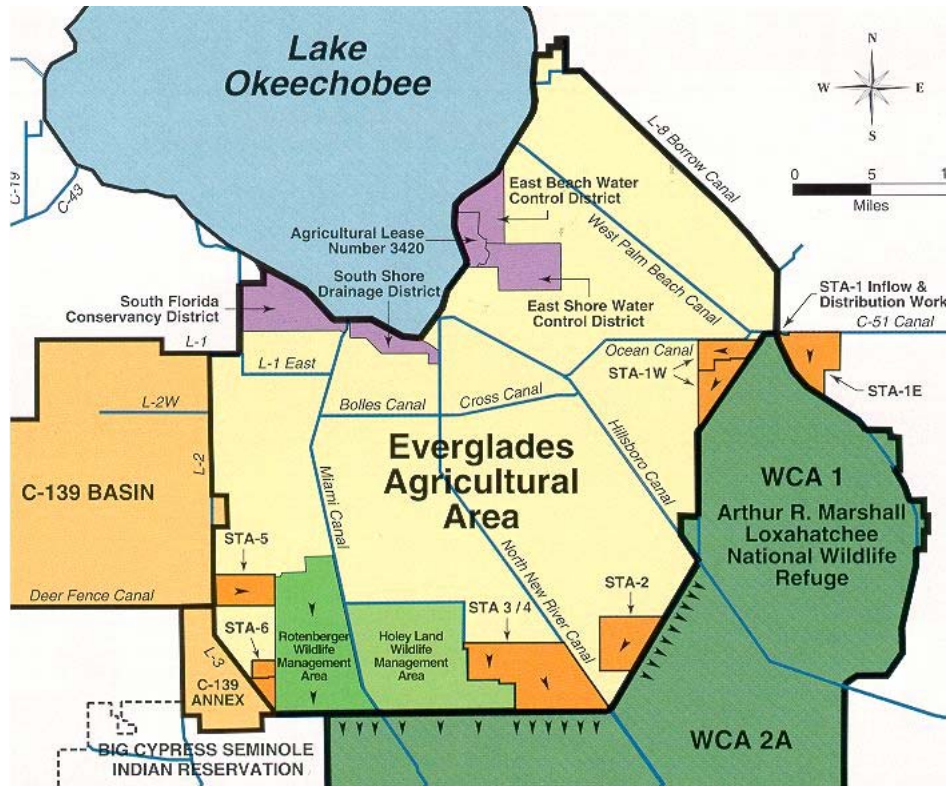 Lake
Okeechobee
N
W
E
S
0
5
1
Miles
L-8 Borrow Canal
C-19
C-43
East Beach Water
Control District
Agricultural Lease
Number 3420
West Palm Beach Canal
South Shore
Drainage District
East Shore Water
Control District
South Florida
Conservancy District
STA-1 Inflow &
Distribution Work
C-51 Canal
L-1
L-1 East
Ocean Canal
STA-1W
STA-1E
L-2W
Bolles Canal
Cross Canal
Hillsboro Canal
L-2
C-139 BASIN
Miami Canal
Everglades
Agricultural
Area
WCA 1
Arthur R. Marshall
Loxahatchee
National Wildlife
Refuge
North New River Canal
STA-5
Deer Fence Canal
STA-2
STA 3/4
STA-6
L-3
Rotenberger
Wildlife
Management
Area
Holey Land
Wildlife
Management
Area
C-139
ANNEX
WCA 2A
BIG CYPRESS SEMINOLE
INDIAN RESERVATION